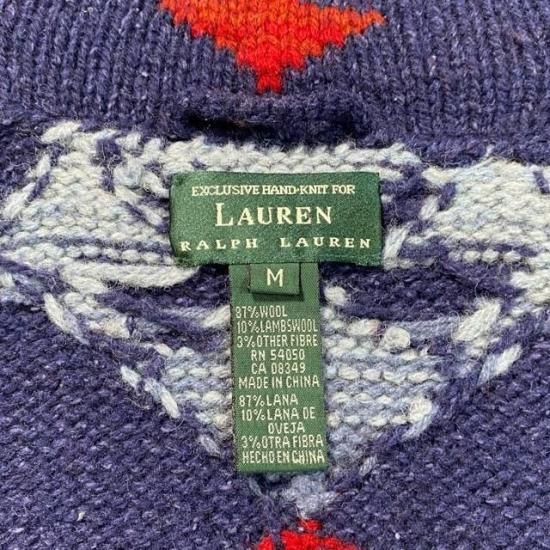 EXCLUSIVE HAND-KNIT FOR
LAUREN
RALPH LAUREN
M
87% WOOL
10% LAMBSWOOL
3% OTHER FIBRE
RN 54050
CA 08349
MADE IN CHINA
87% LANA
10% LANA DE
OVEJA
3% OTRA FIBRA
HECHO EN CHINA